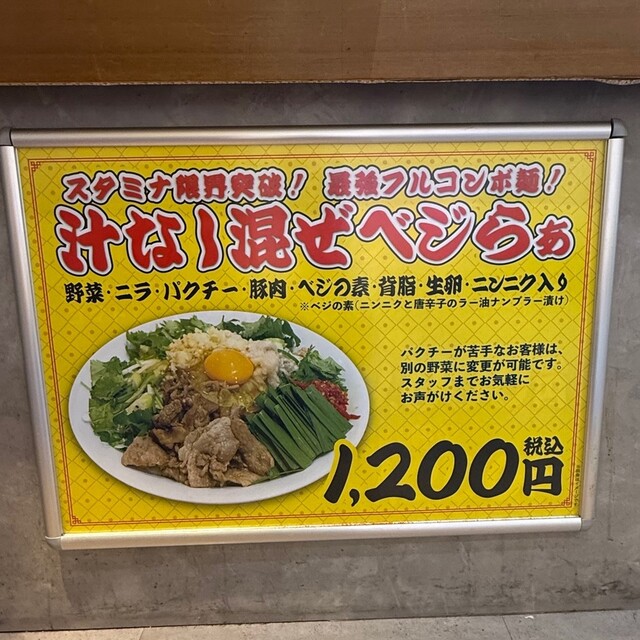 スタミナ限界突破! 最強フルコンボ麺!
汁なし混ぜベジらぁ
野菜・ニラ・パクチー・豚肉・ベジの素・背脂・生卵・ニンニク入り
※ベジの素(ニンニクと唐辛子のラー油ナンプラー漬け)
パクチーが苦手なお客様は、
別の野菜に変更が可能です。
スタッフまでお気軽に
お声がけください。
1,200円 税込